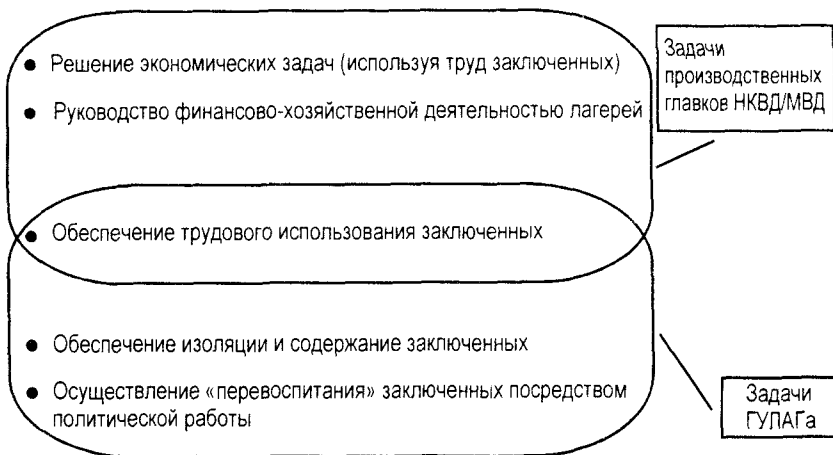 ● Решение экономических задач (используя труд заключенных)
● Руководство финансово-хозяйственной деятельностью лагерей
Задачи
производственных
главков НКВД/МВД
● Обеспечение трудового использования заключенных
● Обеспечение изоляции и содержание заключенных
● Осуществление «перевоспитания» заключенных посредством
политической работы
Задачи
ГУЛАГа